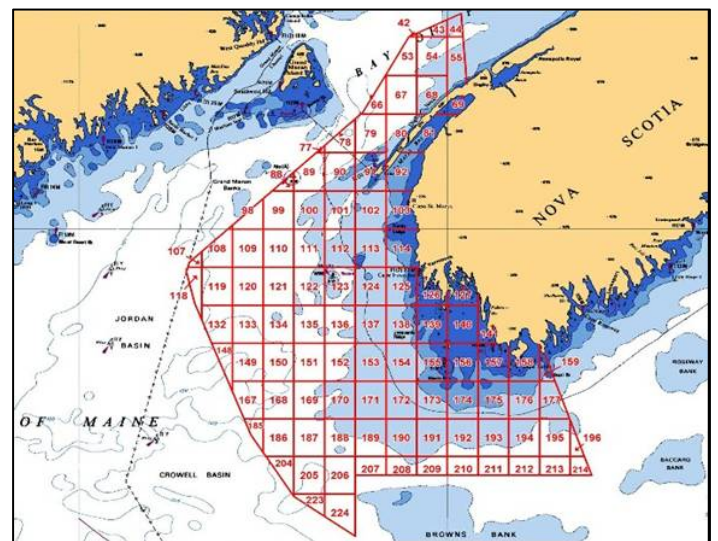 42 43 44
BAY
53 54 55
66 67 68 69
77 78 79 80 81
SCOTIA
NOVA
Grand Manan Banks
88 89 90 91 92
98 99 100 101 102 103
107 108 109 110 111 112 113 114
118 119 120 121 122 123 124 125 126 127
JORDAN
BASIN
132 133 134 135 136 137 138 139 140 141
148 149 150 151 152 153 154 155 156 157 158 159
RIDGEWAY
BANK
167 168 169 170 171 172 173 174 175 176 177
OF MAINE
185 186 187 188 189 190 191 192 193 194 195 196
CROWELL
BASIN
204 205 206 207 208 209 210 211 212 213 214
BACCARO
BANK
223 224
BROWNS BANK